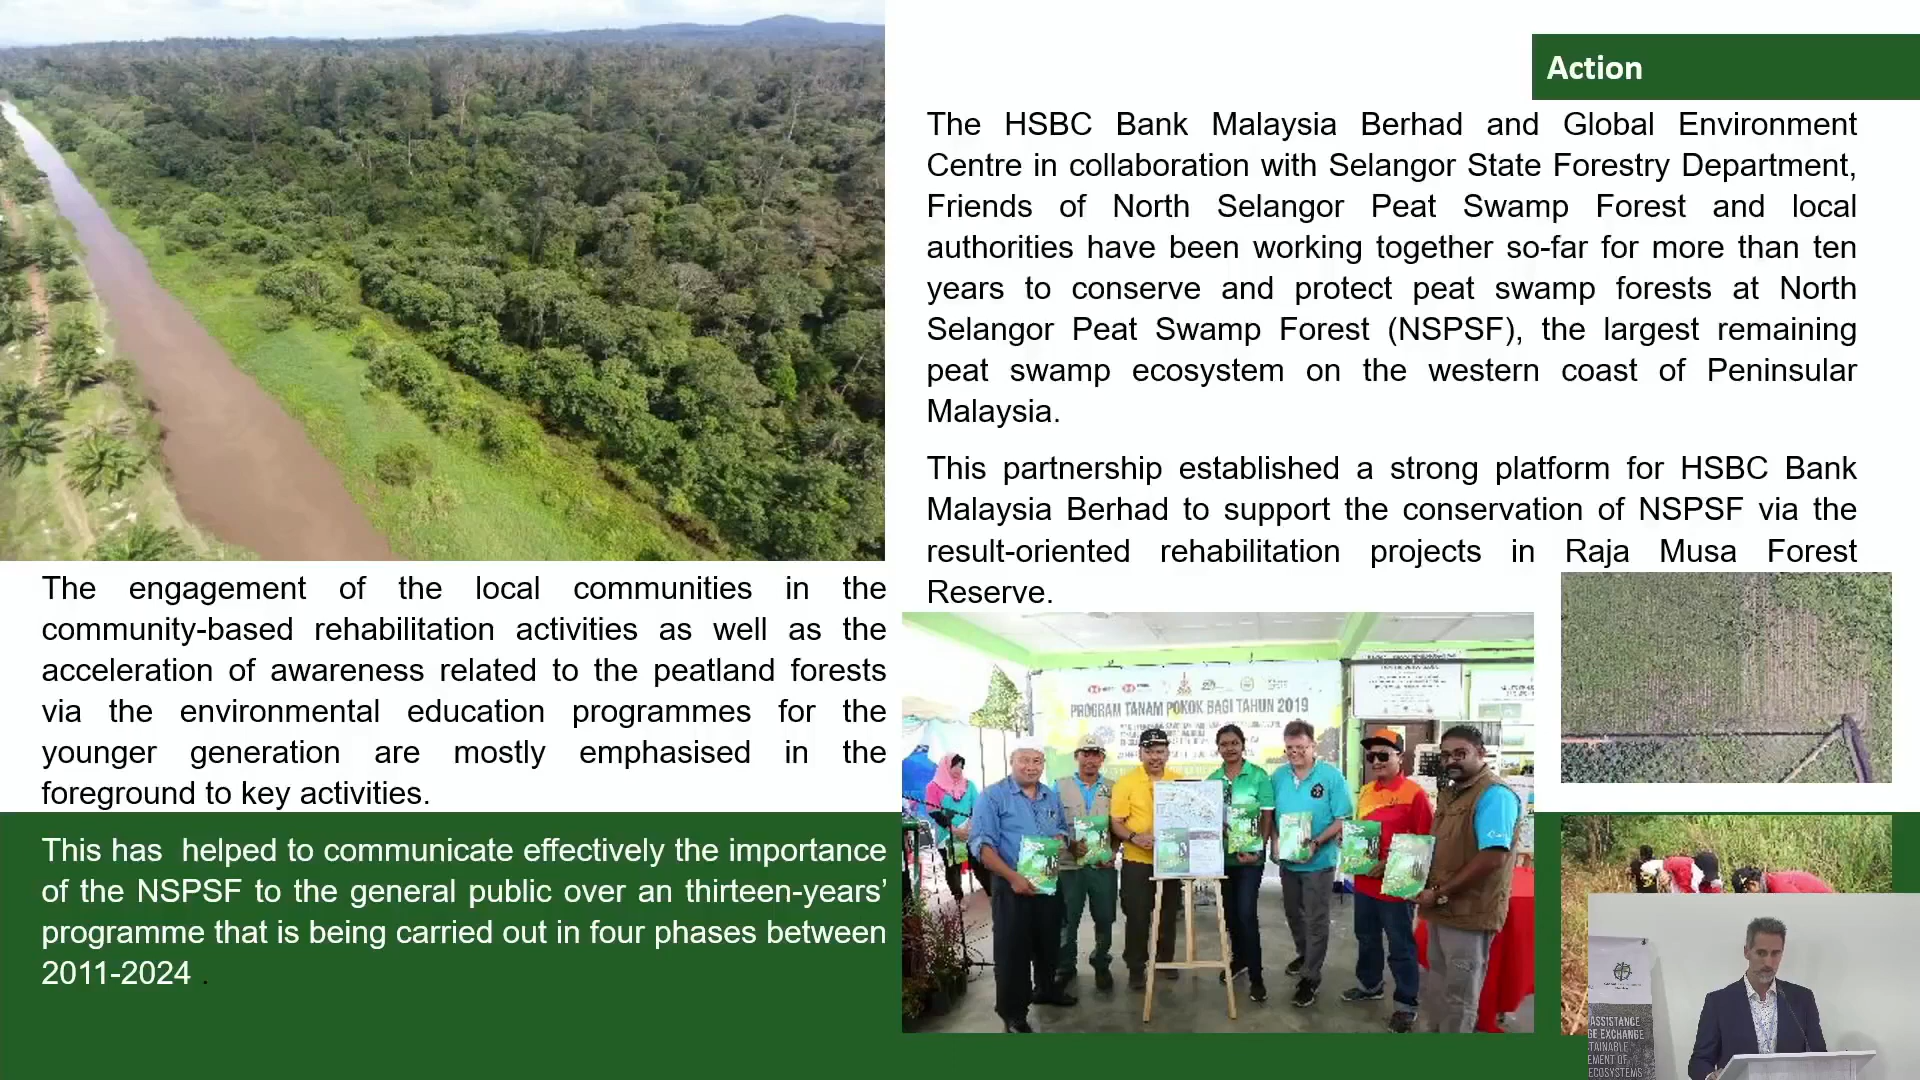 Action
The HSBC Bank Malaysia Berhad and Global Environment
Centre in collaboration with Selangor State Forestry Department,
Friends of North Selangor Peat Swamp Forest and local
authorities have been working together so-far for more than ten
years to conserve and protect peat swamp forests at North
Selangor Peat Swamp Forest (NSPSF), the largest remaining
peat swamp ecosystem on the western coast of Peninsular
Malaysia.
This partnership established a strong platform for HSBC Bank
Malaysia Berhad to support the conservation of NSPSF via the
result-oriented rehabilitation projects in Raja Musa Forest
Reserve.
The engagement of the local communities in the
community-based rehabilitation activities as well as the
acceleration of awareness related to the peatland forests
via the environmental education programmes for the
younger generation are mostly emphasised in the
foreground to key activities.
This has helped to communicate effectively the importance
of the NSPSF to the general public over an thirteen-years’
programme that is being carried out in four phases between
2011-2024 .
PROGRAM TANAM POKOK BAGI TAHUN 2019
ASSISTANCE
GE EXCHANGE
TAINABLE
EMENT OF
ECOSYSTEMS